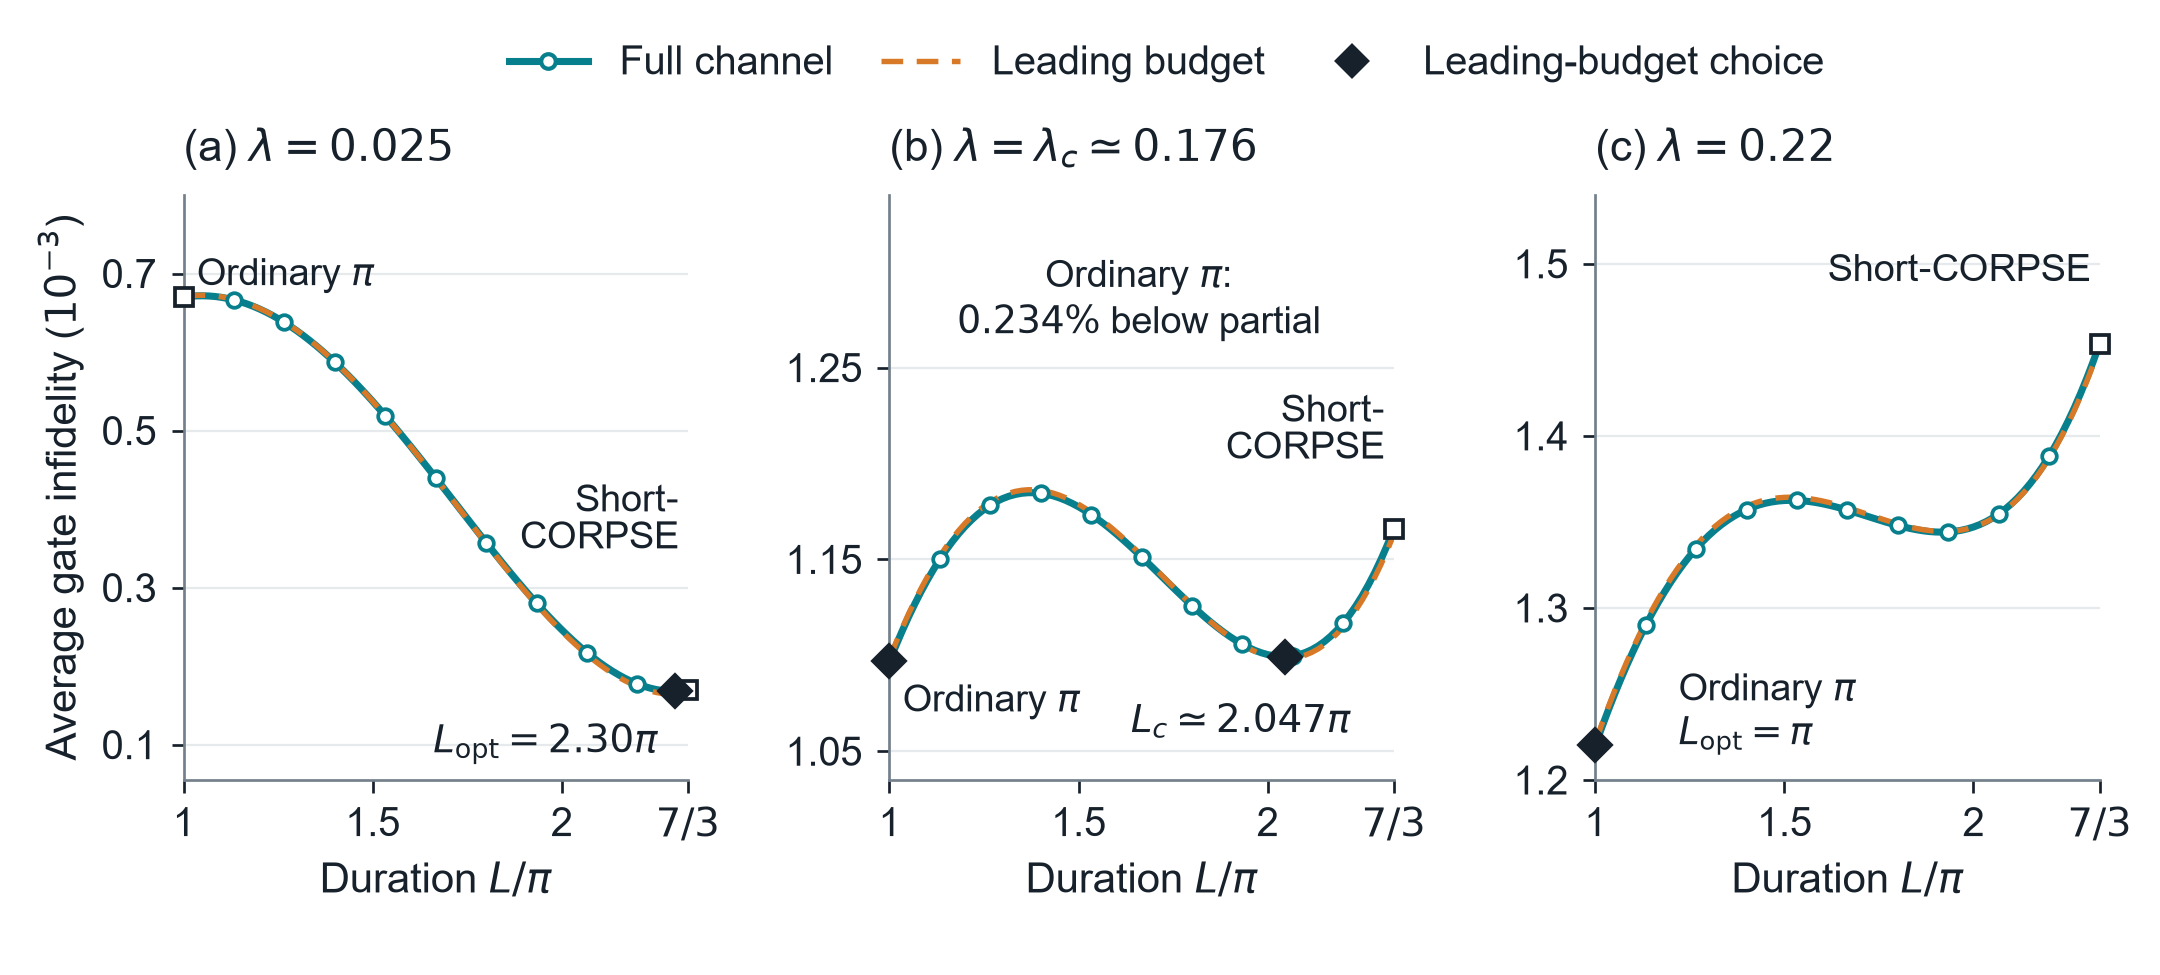 Full channel
Leading budget
Leading-budget choice
(a) λ = 0.025
(b) λ = λc ≃ 0.176
(c) λ = 0.22
Average gate infidelity (10⁻³)
0.7
0.5
0.3
0.1
Ordinary π
Short-
CORPSE
Lopt = 2.30π
1
1.5
2
7/3
Duration L/π
1.25
1.15
1.05
Ordinary π:
0.234% below partial
Short-
CORPSE
Ordinary π
Lc ≃ 2.047π
1
1.5
2
7/3
Duration L/π
1.5
1.4
1.3
1.2
Short-CORPSE
Ordinary π
Lopt = π
1
1.5
2
7/3
Duration L/π